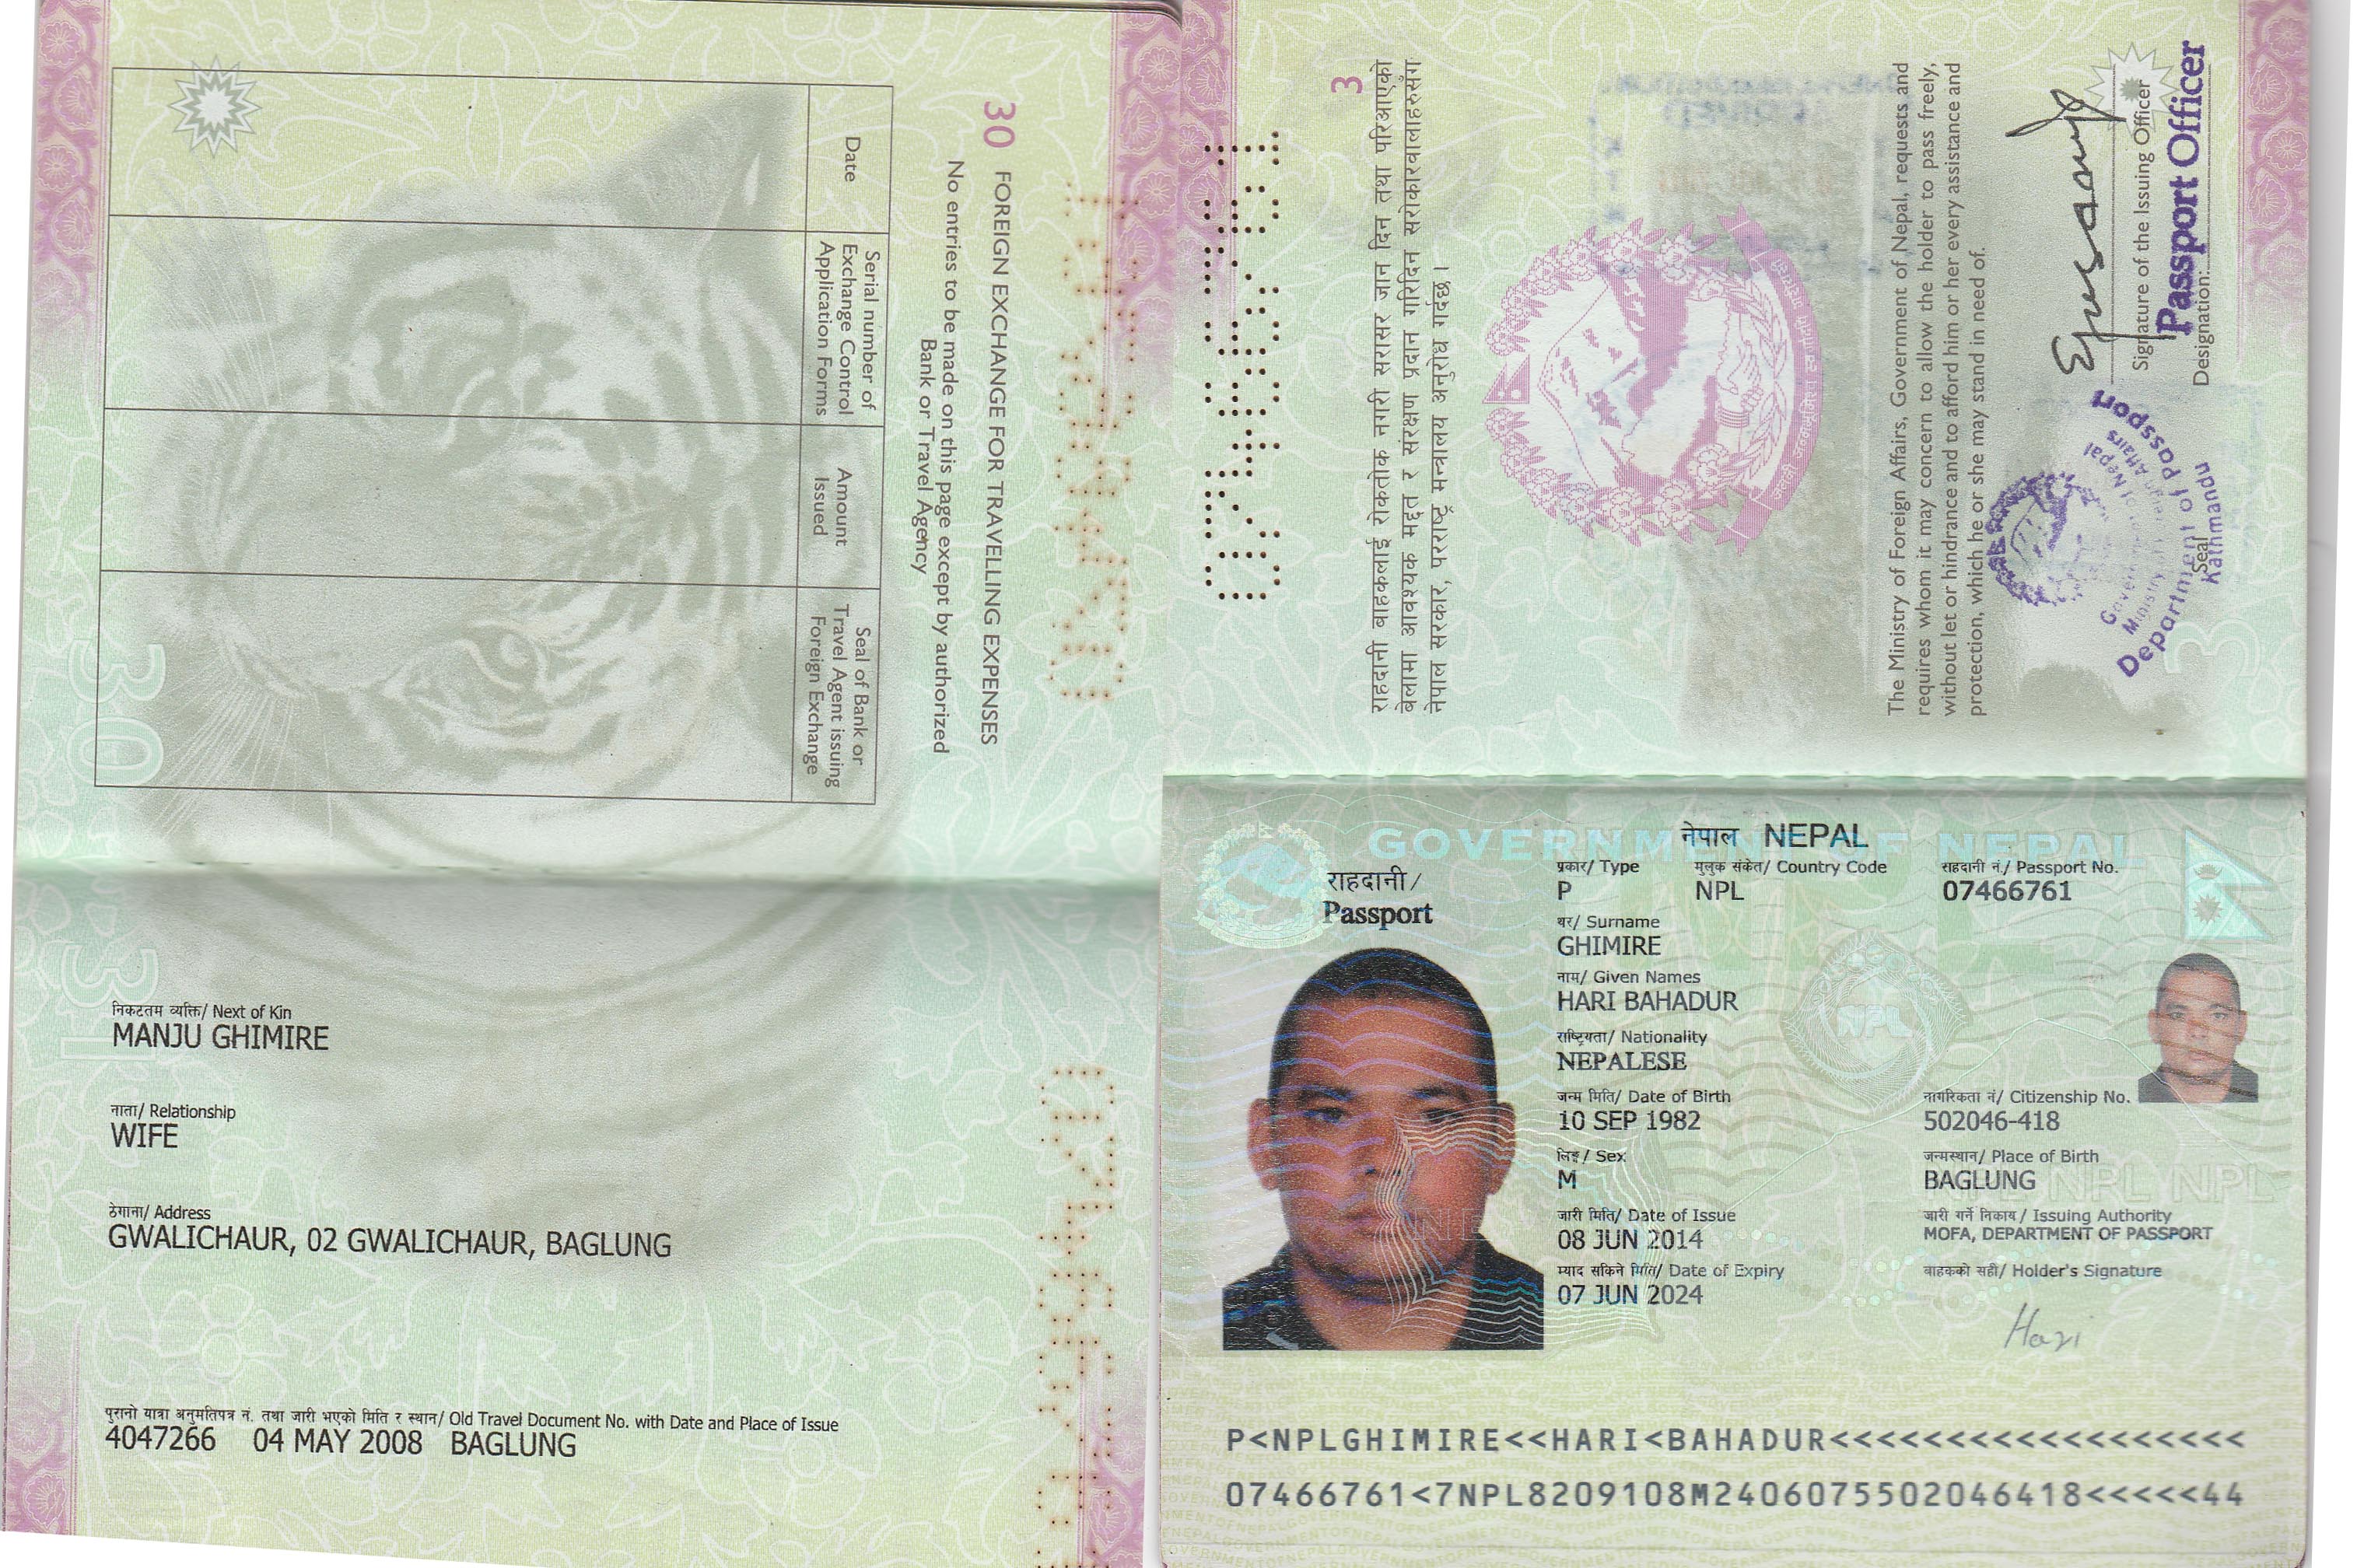 30 FOREIGN EXCHANGE FOR TRAVELLING EXPENSES
No entries to be made on this page except by authorized
Bank or Travel Agency
Date
Serial number of
Exchange Control
Application Forms
Amount
Issued
Seal of Bank or
Travel Agent issuing
Foreign Exchange
30
31
निकटतम व्यक्ति/ Next of Kin
MANJU GHIMIRE
नाता/ Relationship
WIFE
ठेगाना/ Address
GWALICHAUR, 02 GWALICHAUR, BAGLUNG
पुरानो यात्रा अनुमतिपत्र नं. तथा जारी भएको मिति र स्थान/ Old Travel Document No. with Date and Place of Issue
4047266 04 MAY 2008 BAGLUNG
3
राहदानी बाहकलाई रोकतोक नगरी सरासर जान दिन तथा परिआएको
बेलामा आवश्यक मद्दत र संरक्षण प्रदान गरिदिन सरोकारवालाहरुसँग
नेपाल सरकार, परराष्ट्र मन्त्रालय अनुरोध गर्दछ।
The Ministry of Foreign Affairs, Government of Nepal, requests and
requires whom it may concern to allow the holder to pass freely,
without let or hindrance and to afford him or her every assistance and
protection, which he or she may stand in need of.
Signature of the Issuing Officer
Passport Officer
Designation:
Seal
Department of Passport
Kathmandu
3
GOVERNMENT OF NEPAL
नेपाल NEPAL
राहदानी/
Passport
प्रकार/ Type मुलुक संकेत/ Country Code राहदानी नं./ Passport No.
P NPL 07466761
थर/ Surname
GHIMIRE
नाम/ Given Names
HARI BAHADUR
राष्ट्रियता/ Nationality
NEPALESE
जन्म मिति/ Date of Birth नागरिकता नं/ Citizenship No.
10 SEP 1982 502046-418
लिङ्ग/ Sex जन्मस्थान/ Place of Birth
M BAGLUNG
जारी मिति/ Date of Issue जारी गर्ने निकाय/ Issuing Authority
08 JUN 2014 MOFA, DEPARTMENT OF PASSPORT
म्याद सकिने मिति/ Date of Expiry बाहकको सही/ Holder's Signature
07 JUN 2024
Hari
P<NPLGHIMIRE<<HARI<BAHADUR<<<<<<<<<<<<<<<<<<
07466761<7NPL8209108M2406075502046418<<<<<44